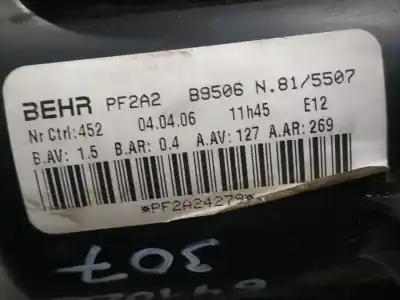 BEHR PF2A2 B9506 N.81/5507
Nr Ctrl:452 04.04.06 11h45 E12
B.AV: 1.5 B.AR: 0.4 A.AV: 127 A.AR: 269
*PF2A24279*
307